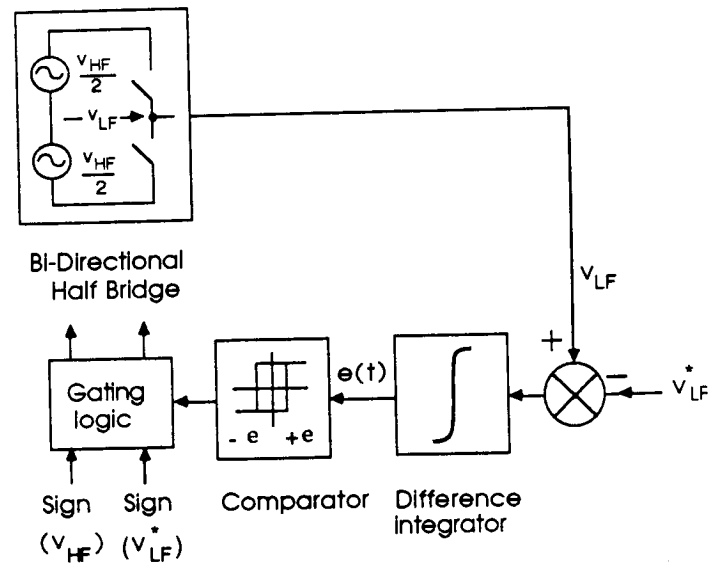 v_HF
2
v_LF
v_HF
2
Bi-Directional
Half Bridge
v_LF
+
−
v*_LF
e(t)
Gating
logic
- e +e
Sign Sign
(v_HF) (v*_LF)
Comparator
Difference
integrator